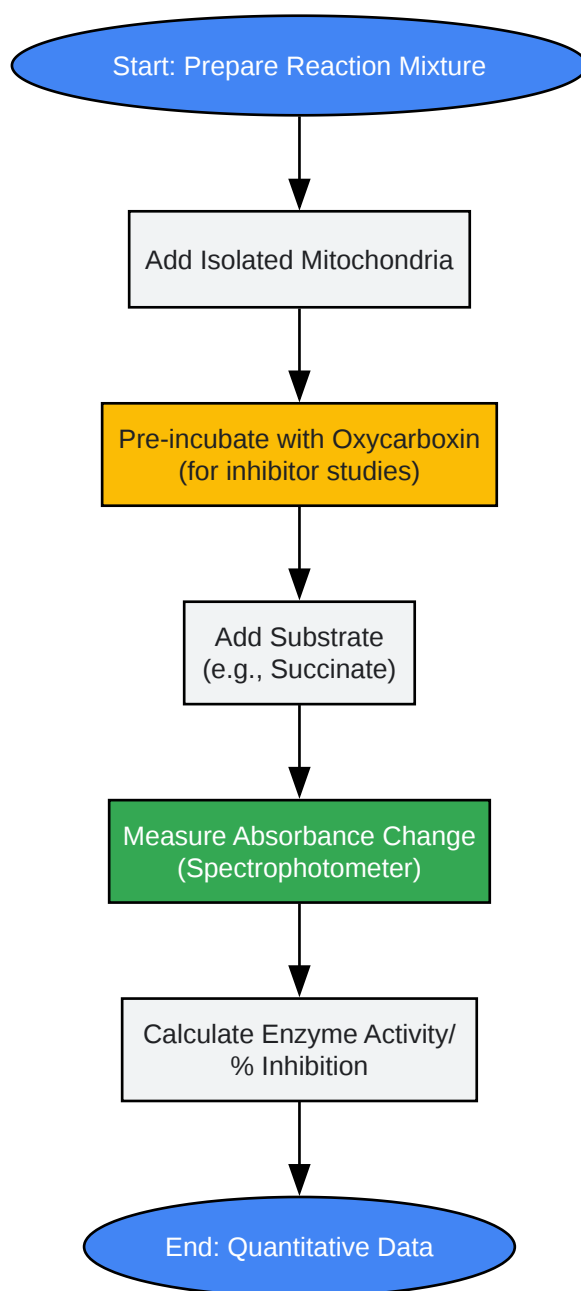 Start: Prepare Reaction Mixture
Add Isolated Mitochondria
Pre-incubate with Oxycarboxin
(for inhibitor studies)
Add Substrate
(e.g., Succinate)
Measure Absorbance Change
(Spectrophotometer)
Calculate Enzyme Activity/
% Inhibition
End: Quantitative Data